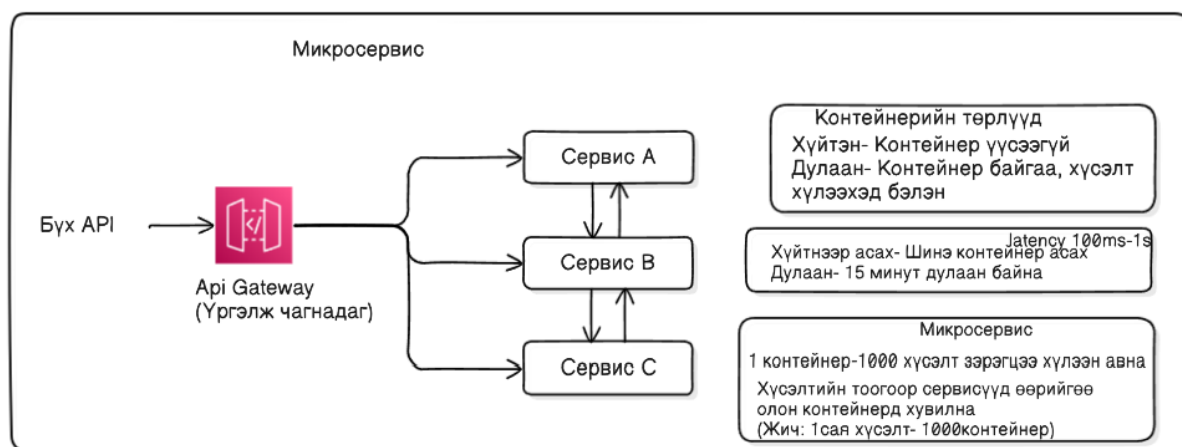 Микросервис
Бүх API
Api Gateway
(Үргэлж чагнадаг)
Сервис A
Сервис B
Сервис C
Контейнерийн төрлүүд
Хүйтэн- Контейнер үүсээгүй
Дулаан- Контейнер байгаа, хүсэлт
хүлээхэд бэлэн
latency 100ms-1s
Хүйтнээр асах- Шинэ контейнер асах
Дулаан- 15 минут дулаан байна
Микросервис
1 контейнер-1000 хүсэлт зэрэгцээ хүлээн авна
Хүсэлтийн тоогоор сервисүүд өөрийгөө
олон контейнерд хувилна
(Жич: 1сая хүсэлт- 1000контейнер)